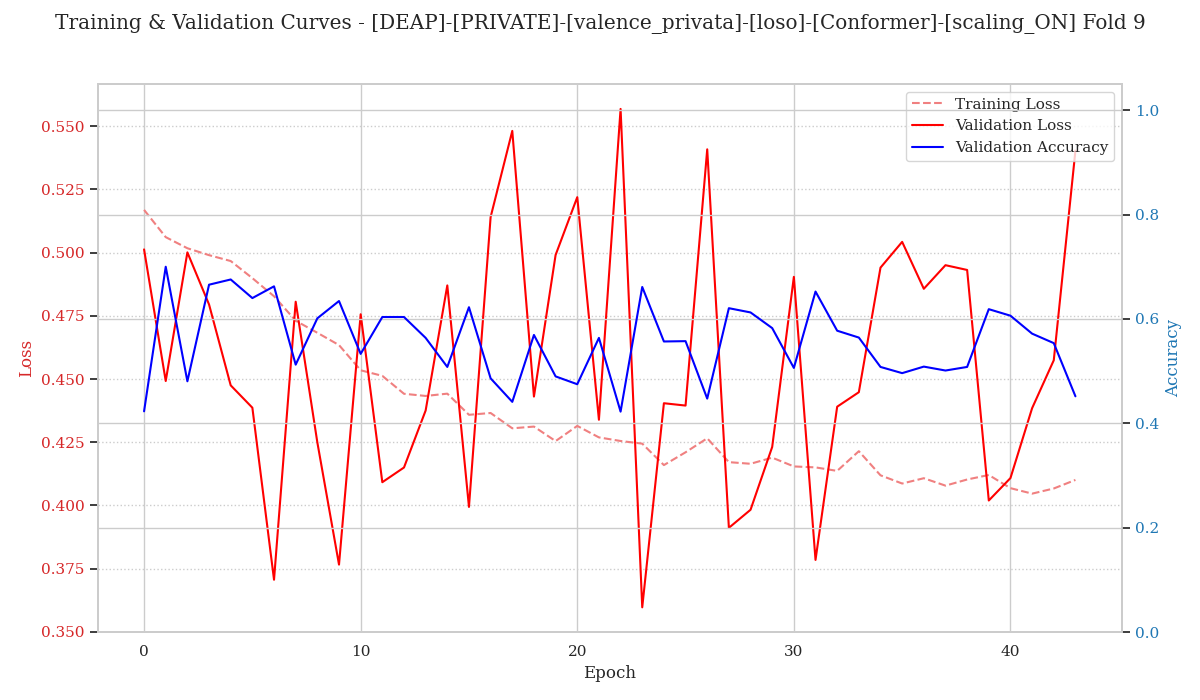 Training & Validation Curves - [DEAP]-[PRIVATE]-[valence_privata]-[loso]-[Conformer]-[scaling_ON] Fold 9
Training Loss
Validation Loss
Validation Accuracy
0.550
0.525
0.500
0.475
0.450
0.425
0.400
0.375
0.350
Loss
1.0
0.8
0.6
0.4
0.2
0.0
Accuracy
0 10 20 30 40
Epoch